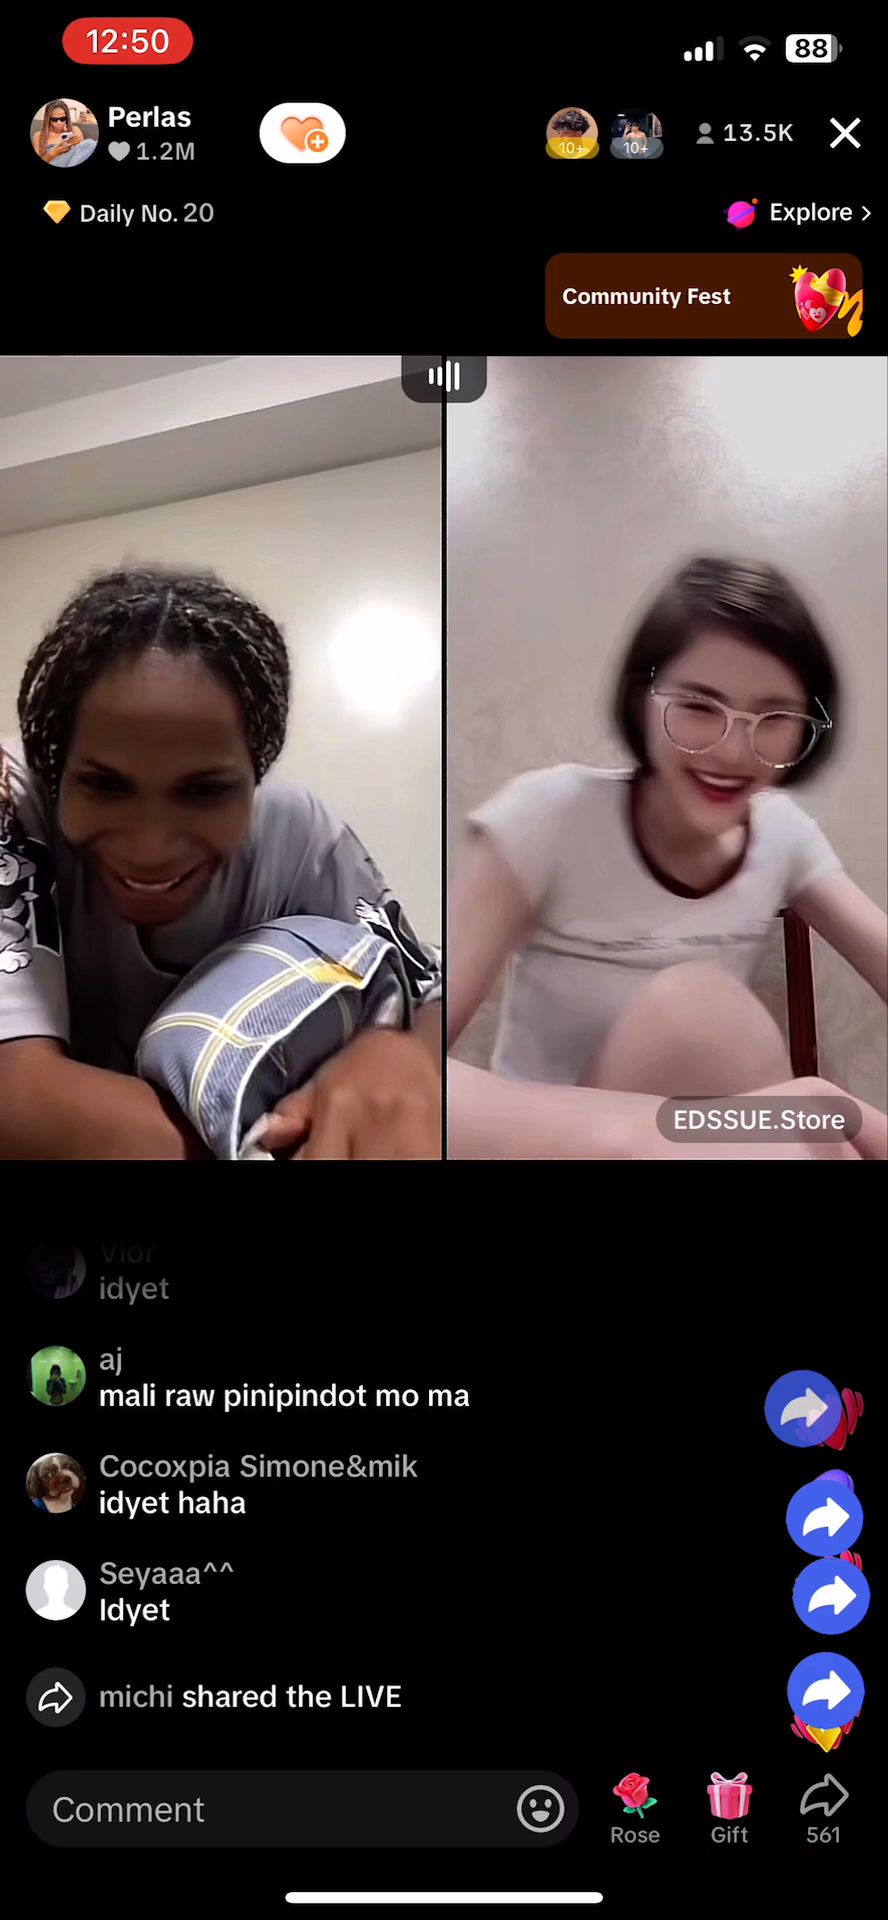 12:50
88
Perlas
1.2M
10+
10+
13.5K
Daily No. 20
Explore >
Community Fest
EDSSUE.Store
Vior
idyet
aj
mali raw pinipindot mo ma
Cocoxpia Simone&mik
idyet haha
Seyaaa^^
Idyet
michi shared the LIVE
Comment
Rose
Gift
561